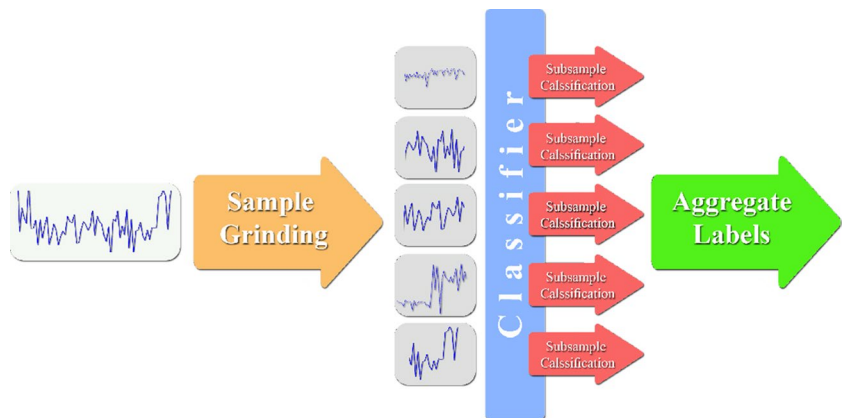 Sample
Grinding
Classifier
Subsample
Calssification
Subsample
Calssification
Subsample
Calssification
Subsample
Calssification
Subsample
Calssification
Aggregate
Labels